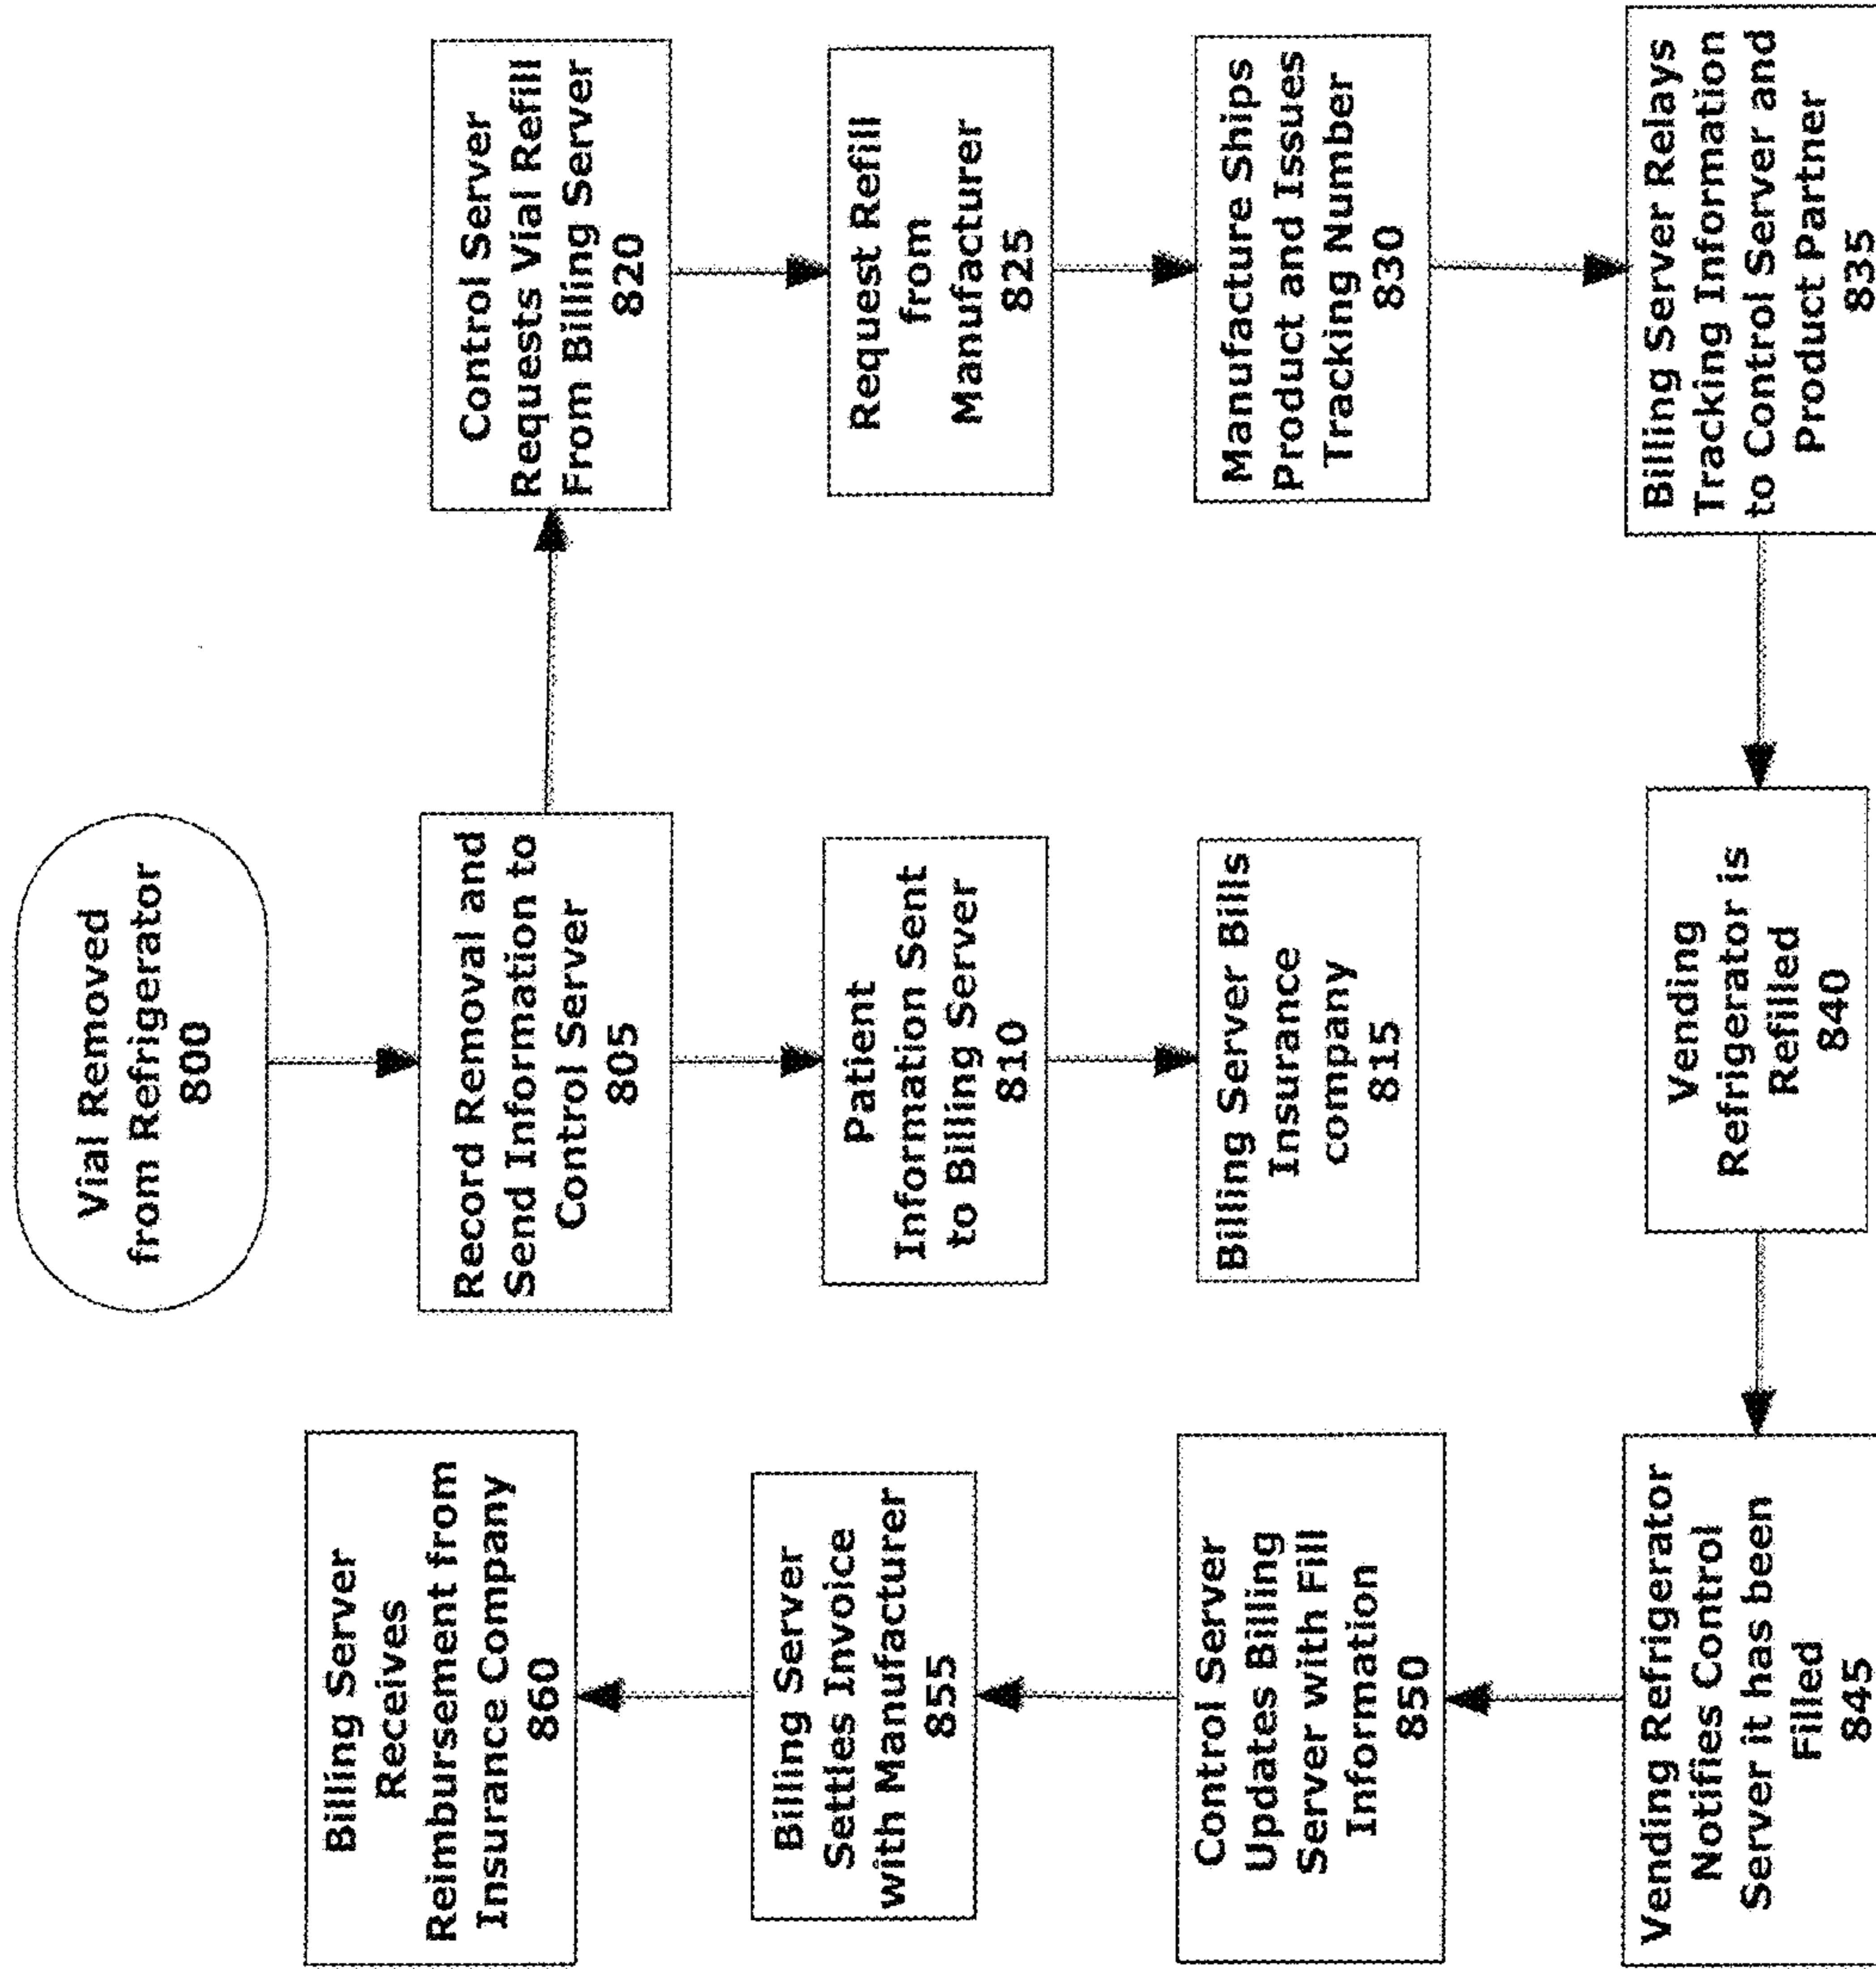 Vial Removed
from Refrigerator
800
Record Removal and
Send Information to
Control Server
805
Patient
Information Sent
to Billing Server
810
Billing Server Bills
Insurance
company
815
Control Server
Requests Vial Refill
From Billing Server
820
Request Refill
from
Manufacturer
825
Manufacture Ships
Product and Issues
Tracking Number
830
Billing Server Relays
Tracking Information
to Control Server and
Product Partner
835
Vending
Refrigerator is
Refilled
840
Vending Refrigerator
Notifies Control
Server it has been
Filled
845
Control Server
Updates Billing
Server with Fill
Information
850
Billing Server
Settles Invoice
with Manufacturer
855
Billing Server
Receives
Reimbursement from
Insurance Company
860